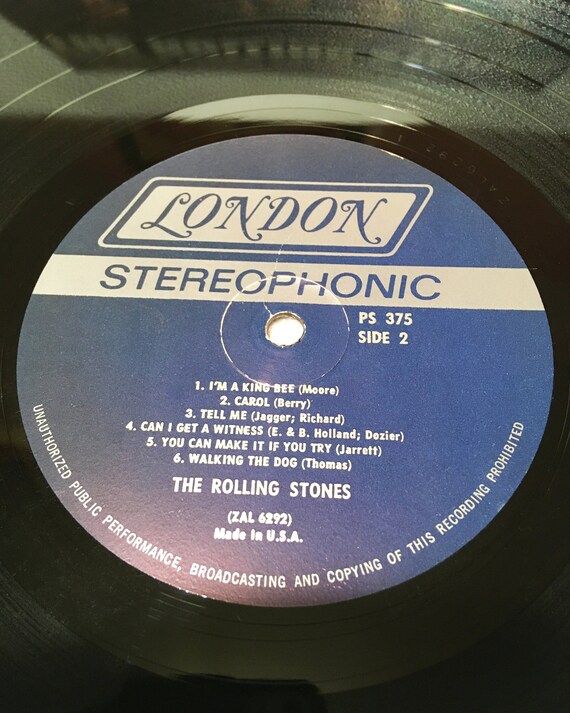 LONDON
STEREOPHONIC
PS 375
SIDE 2
1. I'M A KING BEE (Moore)
2. CAROL (Berry)
3. TELL ME (Jagger; Richard)
4. CAN I GET A WITNESS (E. & B. Holland; Dozier)
5. YOU CAN MAKE IT IF YOU TRY (Jarrett)
6. WALKING THE DOG (Thomas)
THE ROLLING STONES
(ZAL 6292)
Made In U.S.A.
UNAUTHORIZED PUBLIC PERFORMANCE, BROADCASTING AND COPYING OF THIS RECORDING PROHIBITED